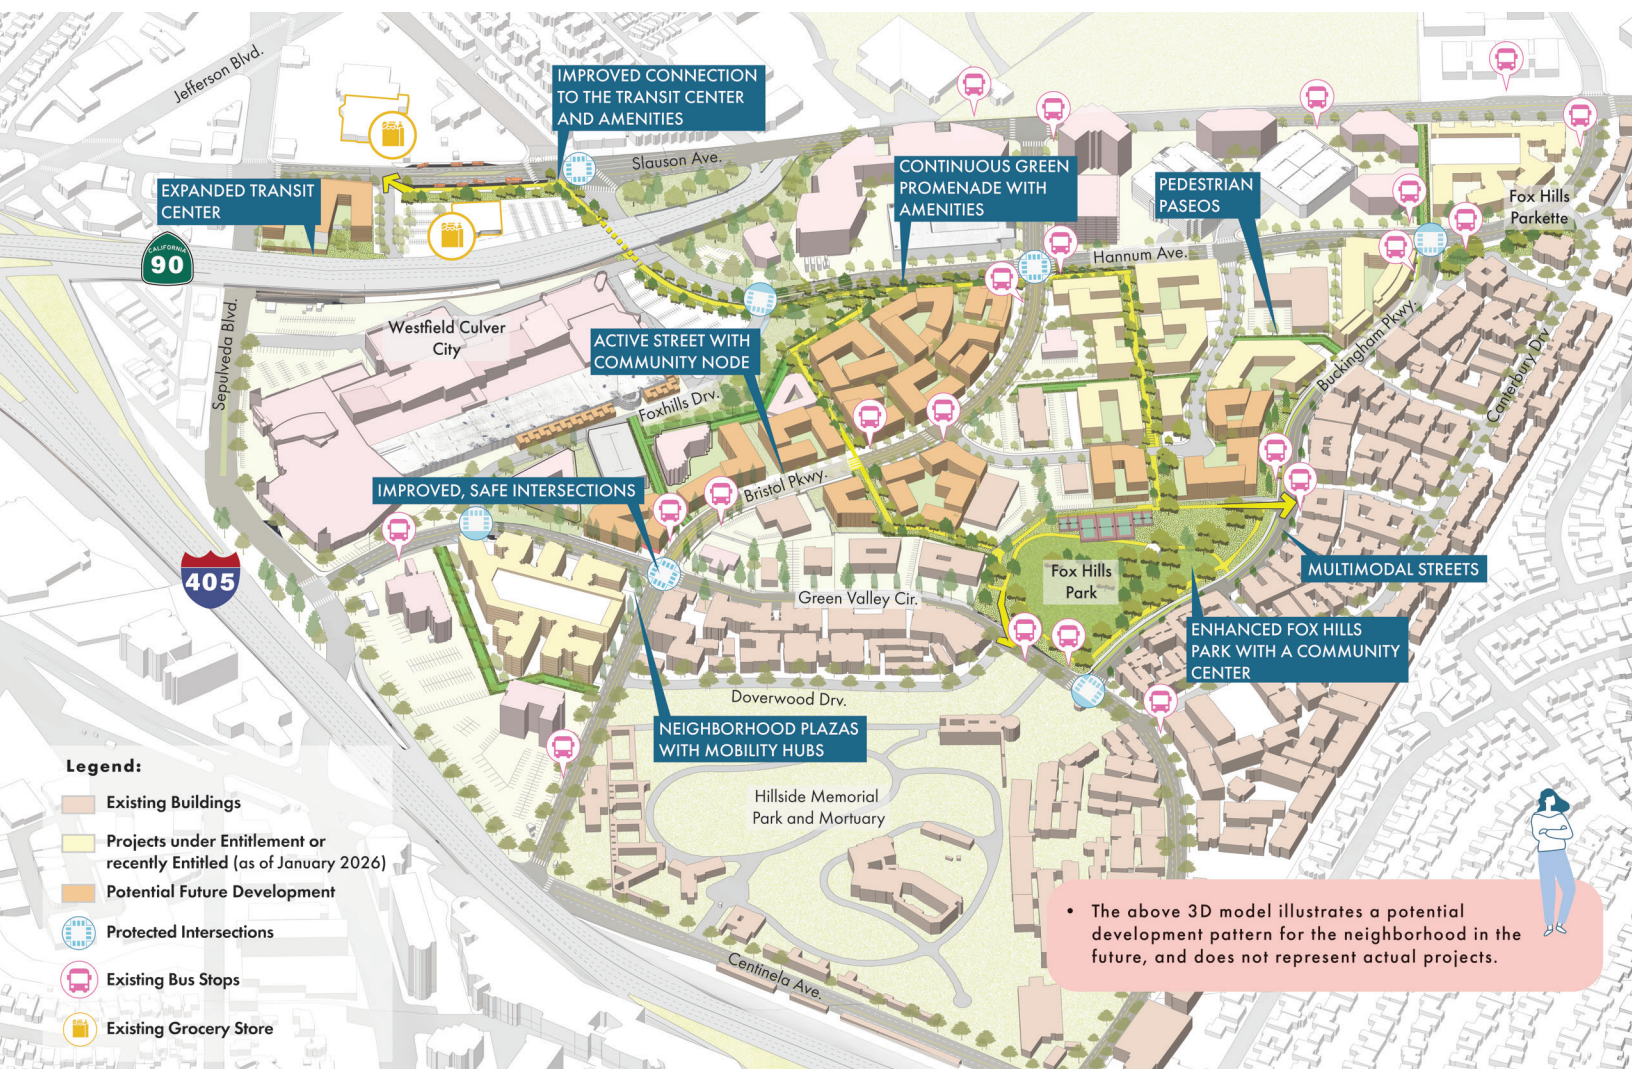 Jefferson Blvd.
IMPROVED CONNECTION
TO THE TRANSIT CENTER
AND AMENITIES
Slauson Ave.
EXPANDED TRANSIT
CENTER
CONTINUOUS GREEN
PROMENADE WITH
AMENITIES
PEDESTRIAN
PASEOS
Fox Hills
Parkette
CALIFORNIA
90
Hannum Ave.
Sepulveda Blvd.
Westfield Culver
City
ACTIVE STREET WITH
COMMUNITY NODE
Buckingham Pkwy.
Canterbury Drv
Foxhills Drv.
IMPROVED, SAFE INTERSECTIONS
Bristol Pkwy.
405
Fox Hills
Park
MULTIMODAL STREETS
Green Valley Cir.
ENHANCED FOX HILLS
PARK WITH A COMMUNITY
CENTER
Doverwood Drv.
NEIGHBORHOOD PLAZAS
WITH MOBILITY HUBS
Hillside Memorial
Park and Mortuary
Centinela Ave.
Legend:
Existing Buildings
Projects under Entitlement or
recently Entitled (as of January 2026)
Potential Future Development
Protected Intersections
Existing Bus Stops
Existing Grocery Store
• The above 3D model illustrates a potential
development pattern for the neighborhood in the
future, and does not represent actual projects.